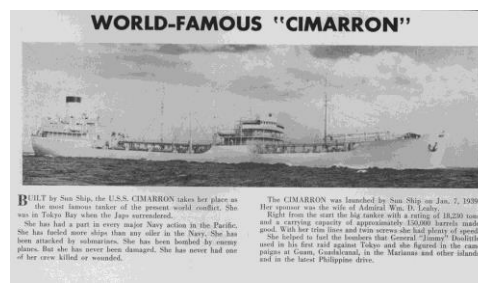 WORLD-FAMOUS "CIMARRON"
BUILT by Sun Ship, the U.S.S. CIMARRON takes her place as
the most famous tanker of the present world conflict. She
was in Tokyo Bay when the Japs surrendered.
She has had a part in every major Navy action in the Pacific.
She has fueled more ships than any oiler in the Navy. She has
been attacked by submarines. She has been bombed by enemy
planes. But she has never been damaged. She has never had one
of her crew killed or wounded.
The CIMARRON was launched by Sun Ship on Jan. 7, 1939
Her sponsor was the wife of Admiral Wm. D. Leahy.
Right from the start the big tanker with a rating of 18,250 tons
and a carrying capacity of approximately 150,000 barrels made
good. With her trim lines and twin screws she had plenty of speed
She helped to fuel the bombers that General "Jimmy" Doolittl
used in his first raid against Tokyo and she figured in the cam
paigns at Guam, Guadalcanal, in the Marianas and other island
and in the latest Philippine drive.